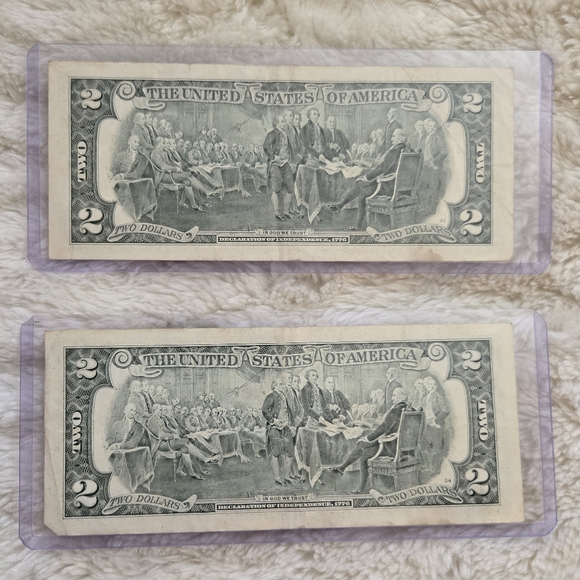 2 THE UNITED STATES OF AMERICA 2
TWO TWO
2 TWO DOLLARS IN GOD WE TRUST TWO DOLLARS 2
DECLARATION OF INDEPENDENCE, 1776
2 THE UNITED STATES OF AMERICA 2
TWO TWO
24
2 TWO DOLLARS IN GOD WE TRUST TWO DOLLARS 2
DECLARATION OF INDEPENDENCE, 1776